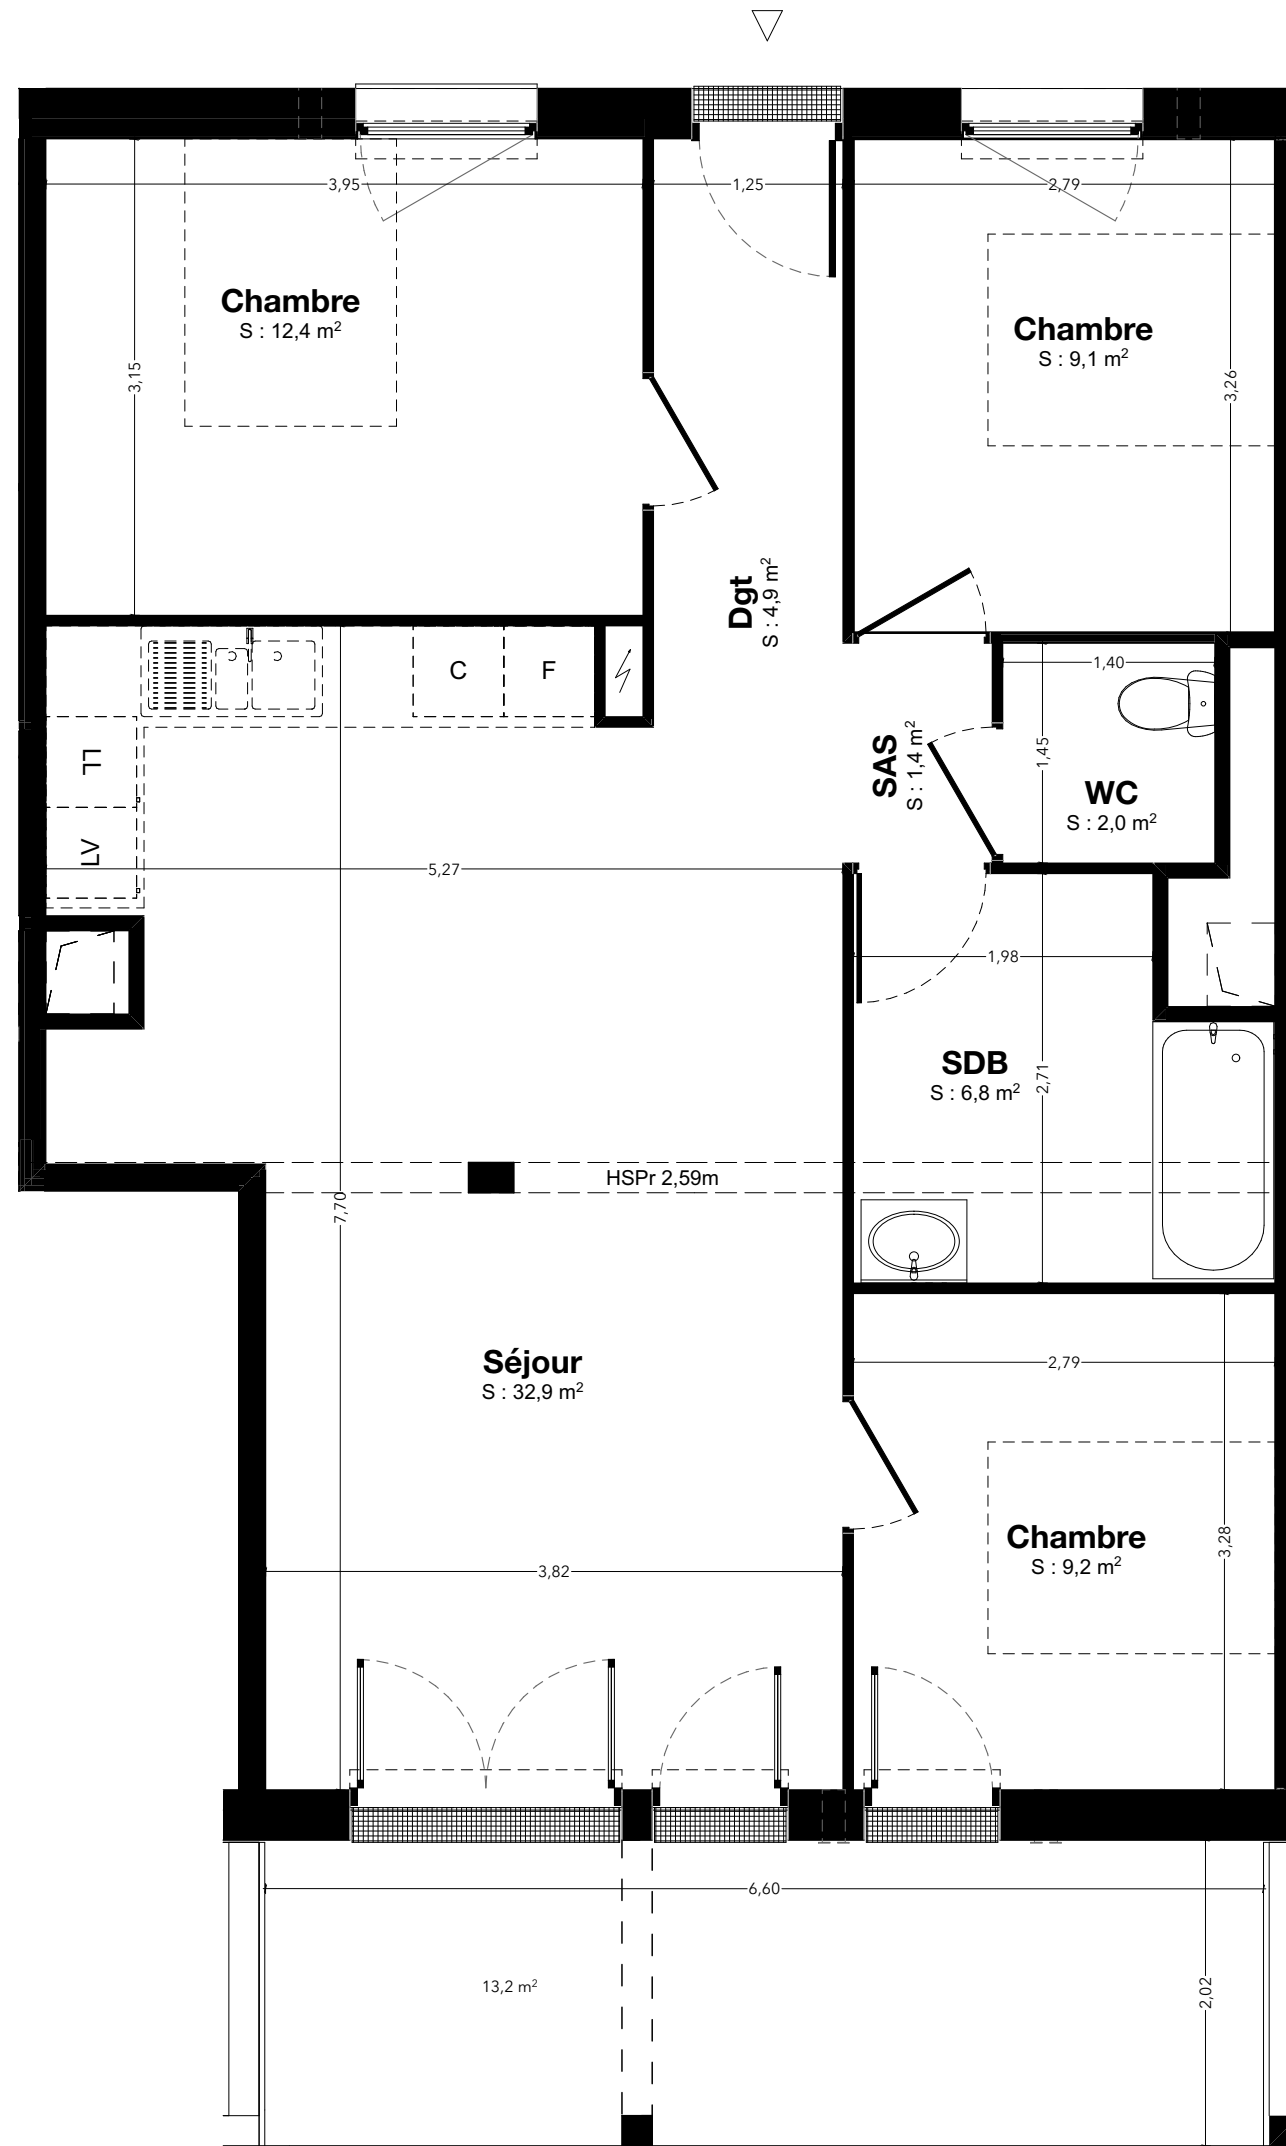 3,95
1,25
2,79
Chambre
S : 12,4 m²
Chambre
S : 9,1 m²
3,15
3,26
Dgt
S : 4,9 m²
C
F
1,40
LL
SAS
S : 1,4 m²
1,45
WC
S : 2,0 m²
LV
5,27
1,98
SDB
S : 6,8 m²
2,71
HSPr 2,59m
7,70
Séjour
S : 32,9 m²
2,79
Chambre
S : 9,2 m²
3,28
3,82
6,60
13,2 m²
2,02